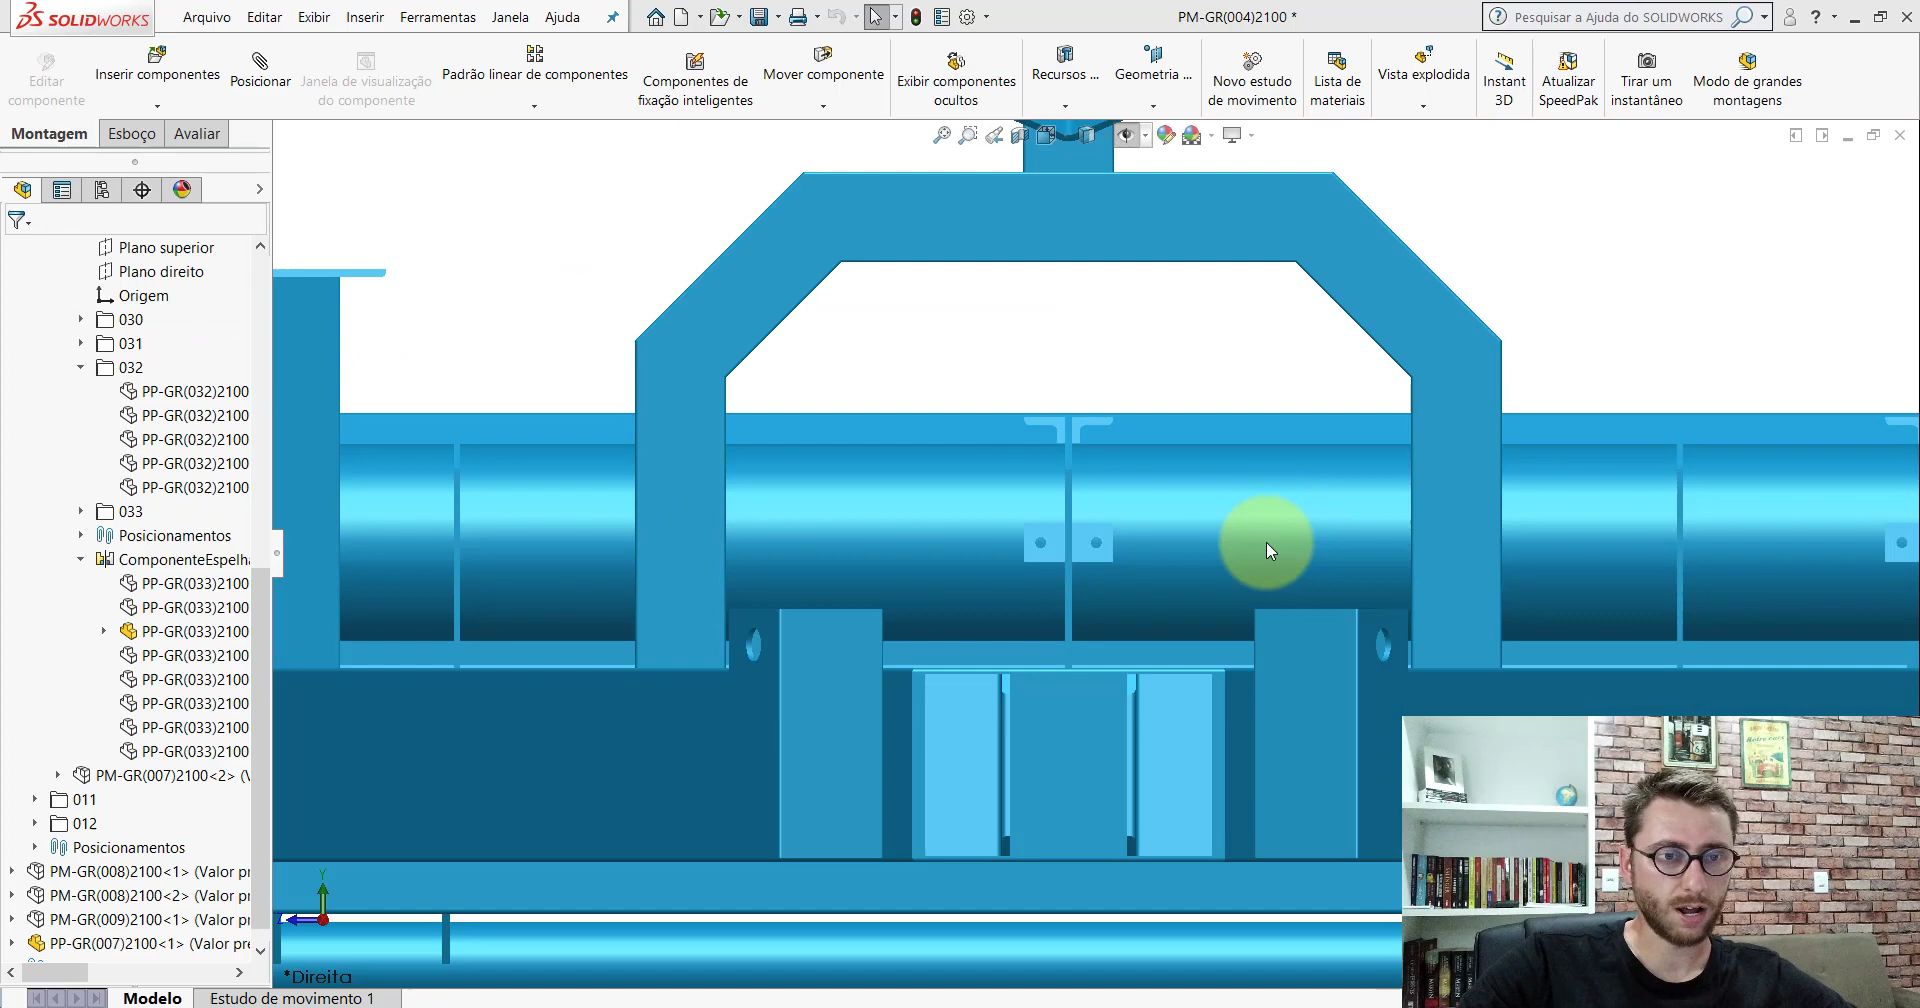 SOLIDWORKS Arquivo Editar Exibir Inserir Ferramentas Janela Ajuda PM-GR(004)2100 * Pesquisar a Ajuda do SOLIDWORKS
Editar componente
Inserir componentes
Posicionar
Janela de visualização do componente
Padrão linear de componentes
Componentes de fixação inteligentes
Mover componente
Exibir componentes ocultos
Recursos ...
Geometria ...
Novo estudo de movimento
Lista de materiais
Vista explodida
Instant 3D
Atualizar SpeedPak
Tirar um instantâneo
Modo de grandes montagens
Montagem Esboço Avaliar
Plano superior
Plano direito
Origem
030
031
032
PP-GR(032)2100
PP-GR(032)2100
PP-GR(032)2100
PP-GR(032)2100
PP-GR(032)2100
033
Posicionamentos
ComponenteEspelha
PP-GR(033)2100
PP-GR(033)2100
PP-GR(033)2100
PP-GR(033)2100
PP-GR(033)2100
PP-GR(033)2100
PP-GR(033)2100
PP-GR(033)2100
PM-GR(007)2100<2> (V
011
012
Posicionamentos
PM-GR(008)2100<1> (Valor pr
PM-GR(008)2100<2> (Valor pr
PM-GR(009)2100<1> (Valor pr
PP-GR(007)2100<1> (Valor pre
Y
*Direita
Modelo Estudo de movimento 1